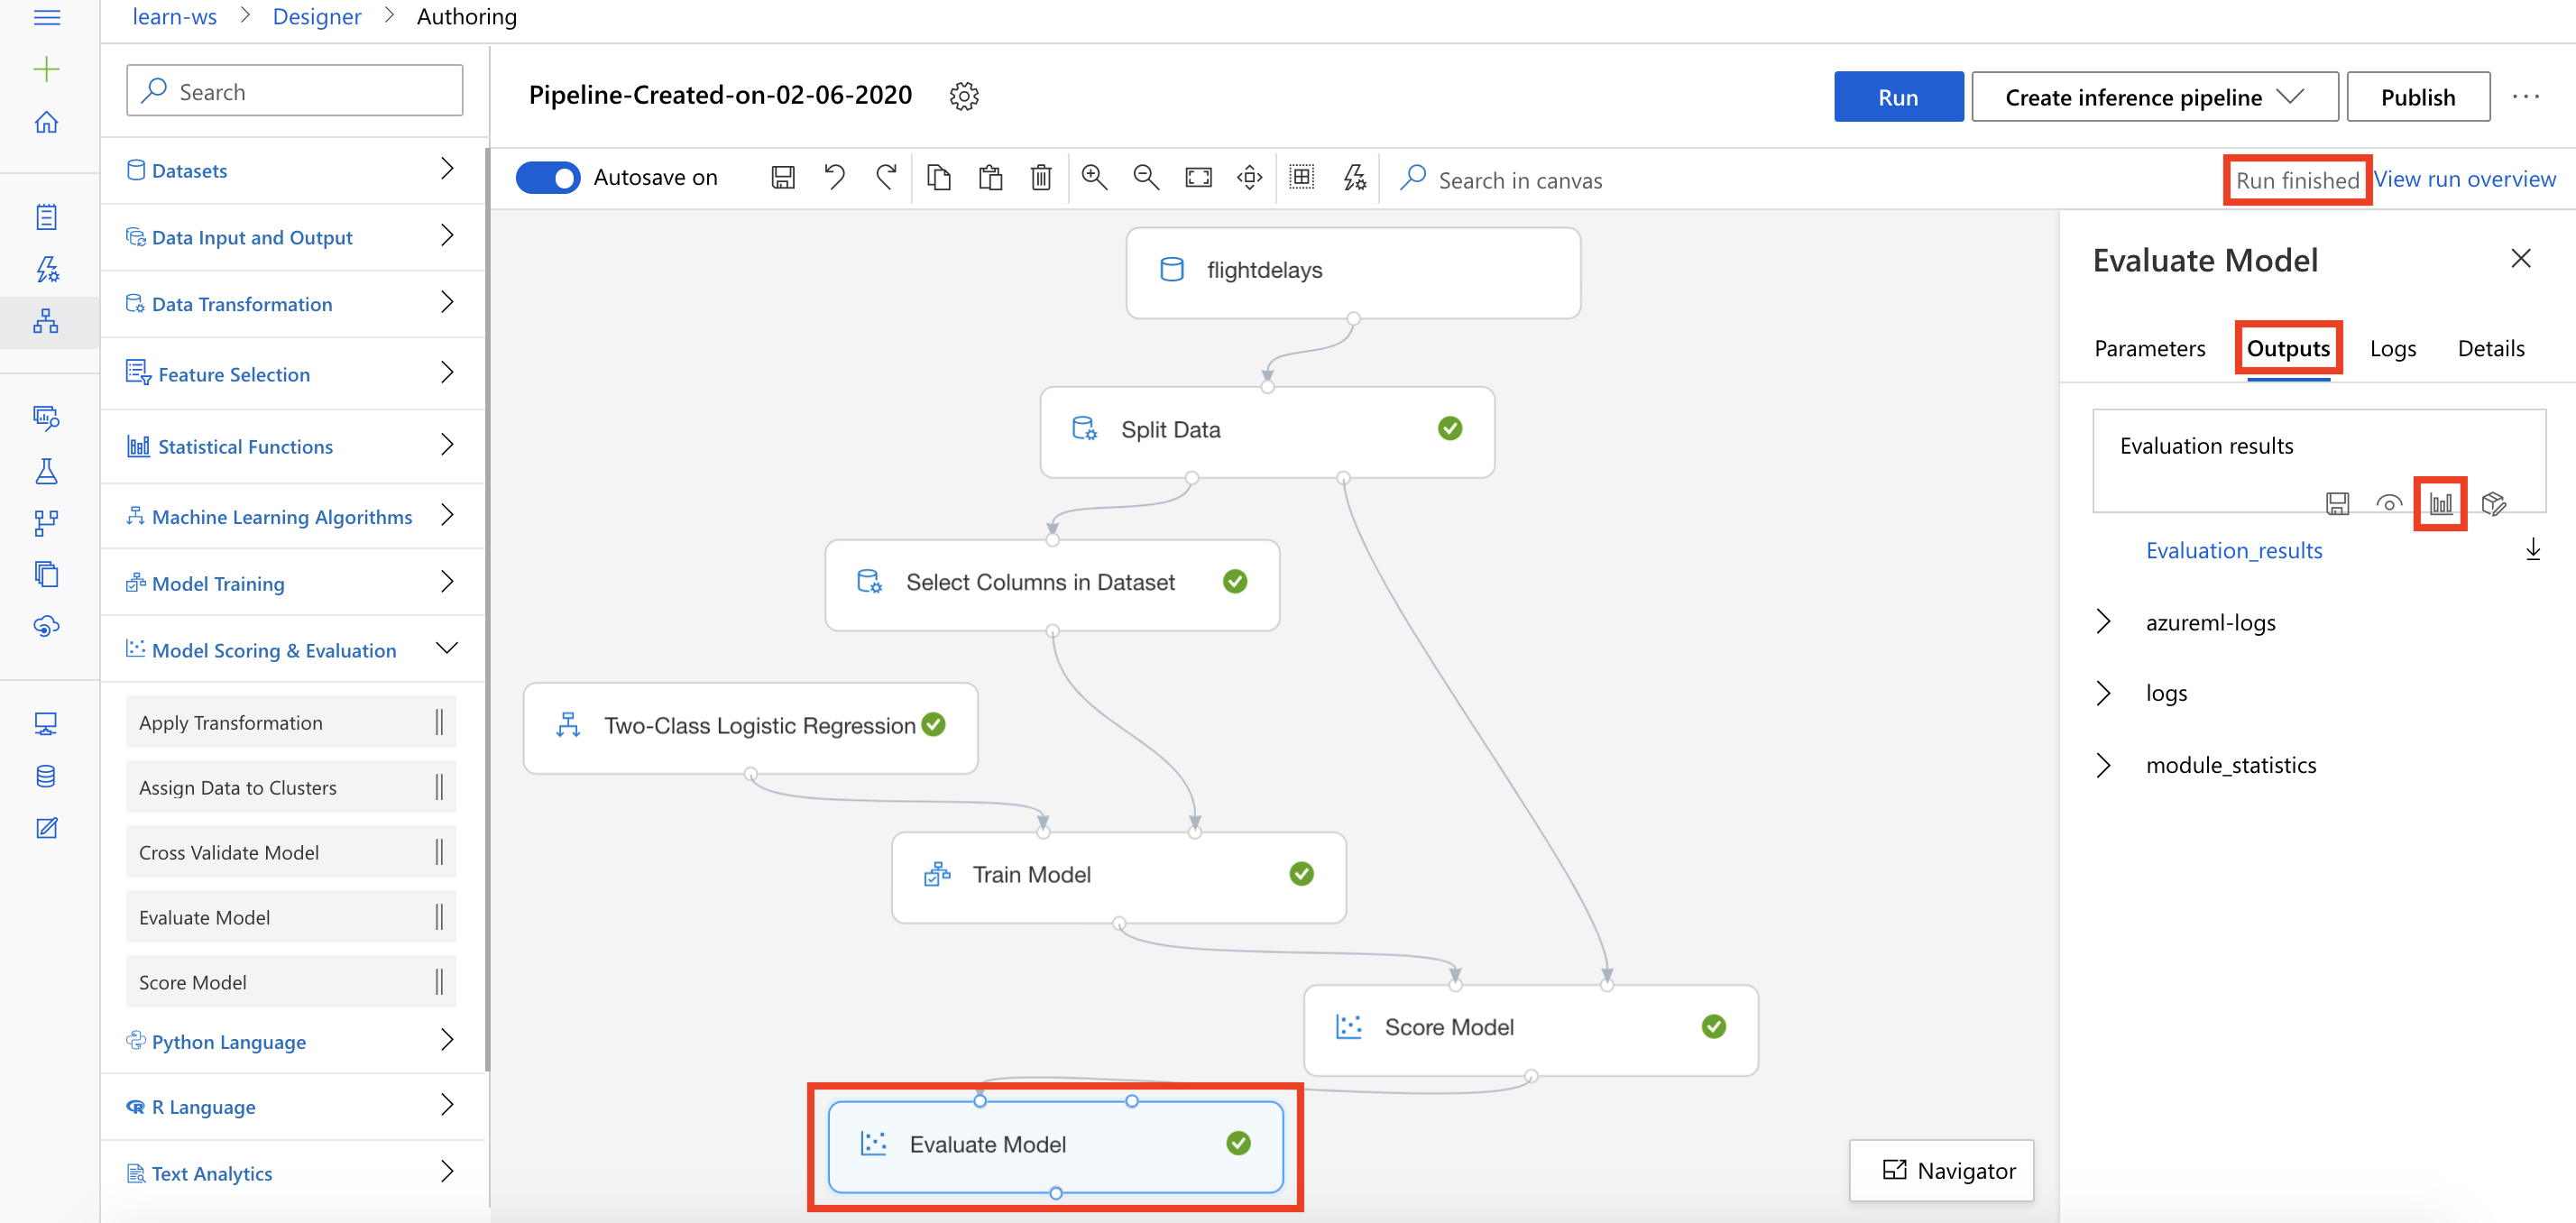 learn-ws > Designer > Authoring
Search
Datasets
Data Input and Output
Data Transformation
Feature Selection
Statistical Functions
Machine Learning Algorithms
Model Training
Model Scoring & Evaluation
Apply Transformation
Assign Data to Clusters
Cross Validate Model
Evaluate Model
Score Model
Python Language
R Language
Text Analytics
Pipeline-Created-on-02-06-2020
Run
Create inference pipeline
Publish
Autosave on
Search in canvas
Run finished
View run overview
flightdelays
Split Data
Select Columns in Dataset
Two-Class Logistic Regression
Train Model
Score Model
Evaluate Model
Navigator
Evaluate Model
Parameters
Outputs
Logs
Details
Evaluation results
Evaluation_results
azureml-logs
logs
module_statistics